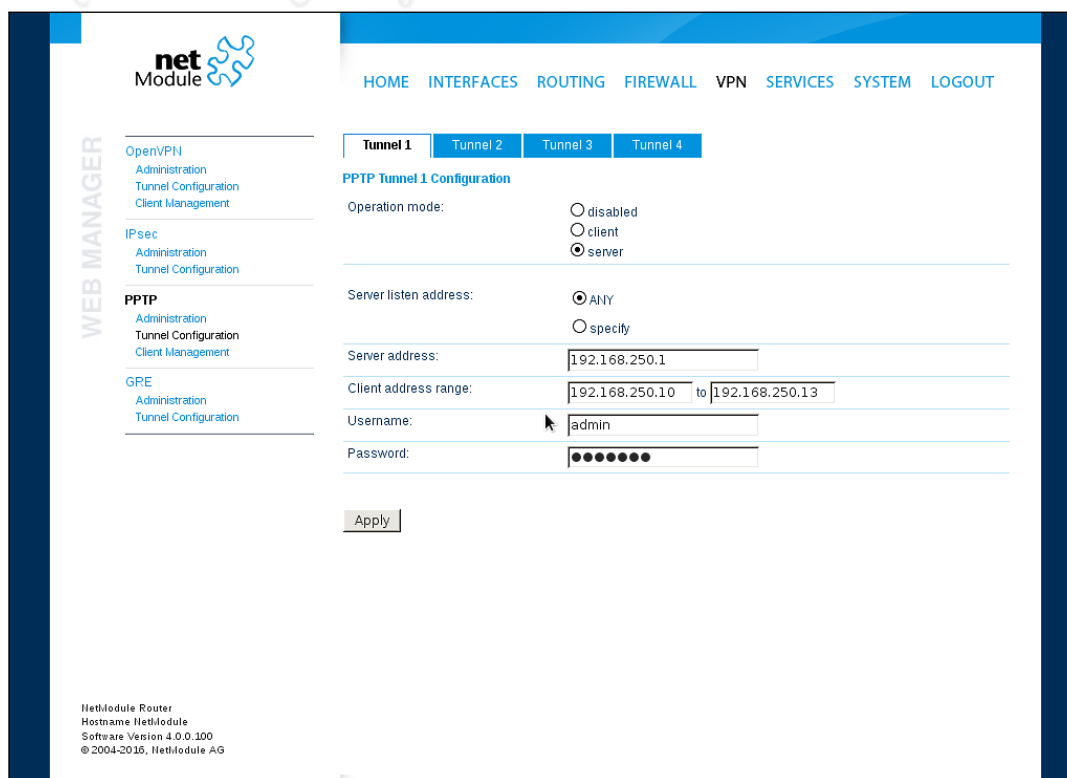 net
Module
HOME INTERFACES ROUTING FIREWALL VPN SERVICES SYSTEM LOGOUT
WEB MANAGER
OpenVPN
Administration
Tunnel Configuration
Client Management
IPsec
Administration
Tunnel Configuration
PPTP
Administration
Tunnel Configuration
Client Management
GRE
Administration
Tunnel Configuration
Tunnel 1 Tunnel 2 Tunnel 3 Tunnel 4
PPTP Tunnel 1 Configuration
Operation mode:
disabled
client
server
Server listen address:
ANY
specify
Server address: 192.168.250.1
Client address range: 192.168.250.10 to 192.168.250.13
Username: admin
Password: ●●●●●●●
Apply
NetModule Router
Hostname NetModule
Software Version 4.0.0.100
© 2004-2016, NetModule AG